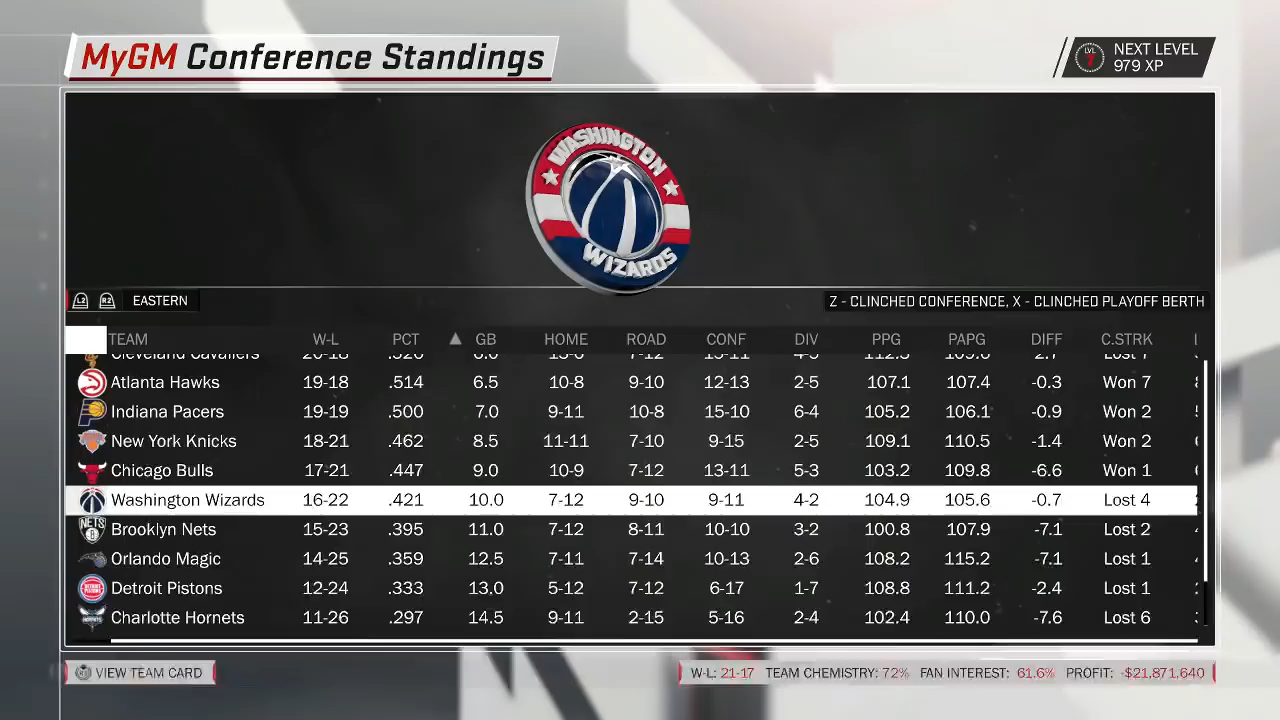 MyGM Conference Standings
LVL 7 NEXT LEVEL
979 XP
WASHINGTON
WIZARDS
L2 R2 EASTERN Z - CLINCHED CONFERENCE, X - CLINCHED PLAYOFF BERTH
TEAM W-L PCT GB HOME ROAD CONF DIV PPG PAPG DIFF C.STRK
Cleveland Cavaliers
Atlanta Hawks 19-18 .514 6.5 10-8 9-10 12-13 2-5 107.1 107.4 -0.3 Won 7
Indiana Pacers 19-19 .500 7.0 9-11 10-8 15-10 6-4 105.2 106.1 -0.9 Won 2
New York Knicks 18-21 .462 8.5 11-11 7-10 9-15 2-5 109.1 110.5 -1.4 Won 2
Chicago Bulls 17-21 .447 9.0 10-9 7-12 13-11 5-3 103.2 109.8 -6.6 Won 1
Washington Wizards 16-22 .421 10.0 7-12 9-10 9-11 4-2 104.9 105.6 -0.7 Lost 4
NETS B Brooklyn Nets 15-23 .395 11.0 7-12 8-11 10-10 3-2 100.8 107.9 -7.1 Lost 2
Orlando Magic 14-25 .359 12.5 7-11 7-14 10-13 2-6 108.2 115.2 -7.1 Lost 1
Detroit Pistons 12-24 .333 13.0 5-12 7-12 6-17 1-7 108.8 111.2 -2.4 Lost 1
Charlotte Hornets 11-26 .297 14.5 9-11 2-15 5-16 2-4 102.4 110.0 -7.6 Lost 6
VIEW TEAM CARD W-L: 21-17 TEAM CHEMISTRY: 72% FAN INTEREST: 61.6% PROFIT: -$21,871,640